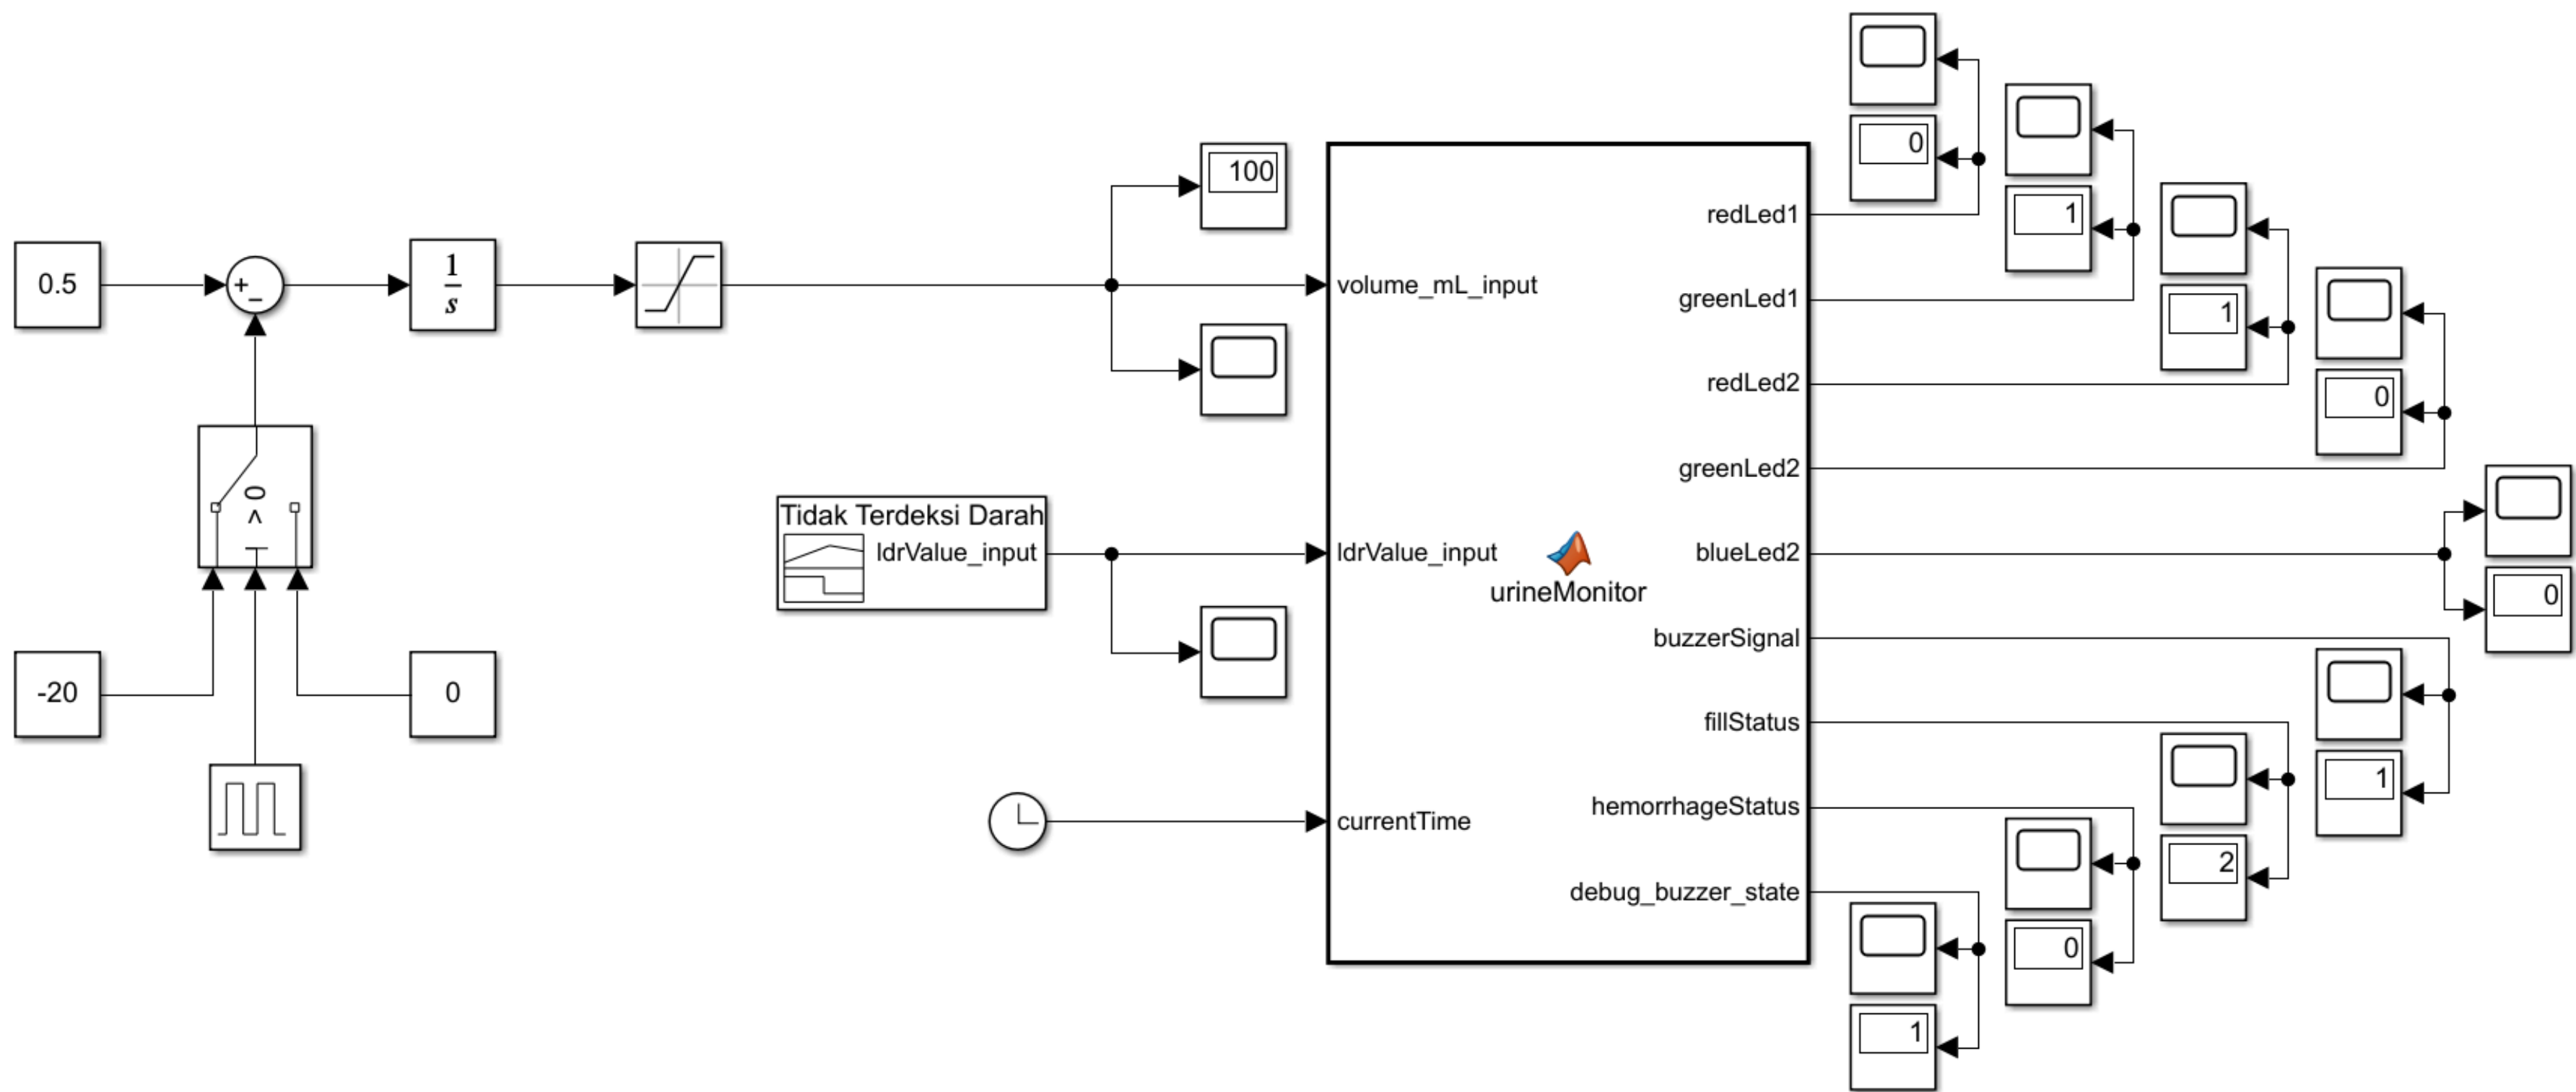 0.5
+
−
1
s
> 0
-20
0
100
Tidak Terdeksi Darah
ldrValue_input
volume_mL_input
ldrValue_input
currentTime
urineMonitor
redLed1
greenLed1
redLed2
greenLed2
blueLed2
buzzerSignal
fillStatus
hemorrhageStatus
debug_buzzer_state
0
1
1
0
0
1
2
0
1